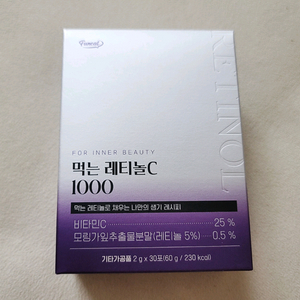 FOR INNER BEAUTY
먹는 레티놀C
1000
먹는 레티놀로 채우는 나만의 생기 레시피
비타민C 25 %
모링가잎추출물분말(레티놀 5%) 0.5 %
기타가공품 2 g x 30포(60 g / 230 kcal)
RETINOL